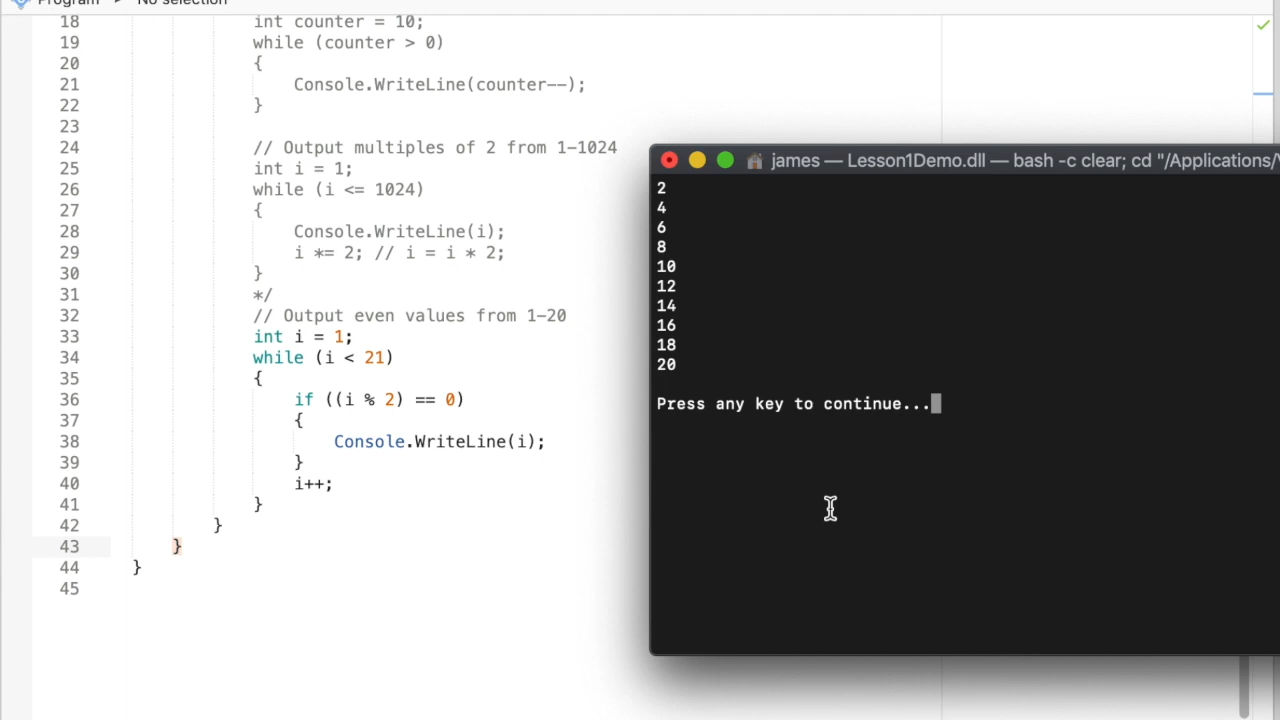 Program ▸ No selection
18 int counter = 10;
19 while (counter > 0)
20 {
21 Console.WriteLine(counter--);
22 }
23
24 // Output multiples of 2 from 1-1024
25 int i = 1;
26 while (i <= 1024)
27 {
28 Console.WriteLine(i);
29 i *= 2; // i = i * 2;
30 }
31 */
32 // Output even values from 1-20
33 int i = 1;
34 while (i < 21)
35 {
36 if ((i % 2) == 0)
37 {
38 Console.WriteLine(i);
39 }
40 i++;
41 }
42 }
43 }
44 }
45
james — Lesson1Demo.dll — bash -c clear; cd "/Applications/
2
4
6
8
10
12
14
16
18
20
Press any key to continue...